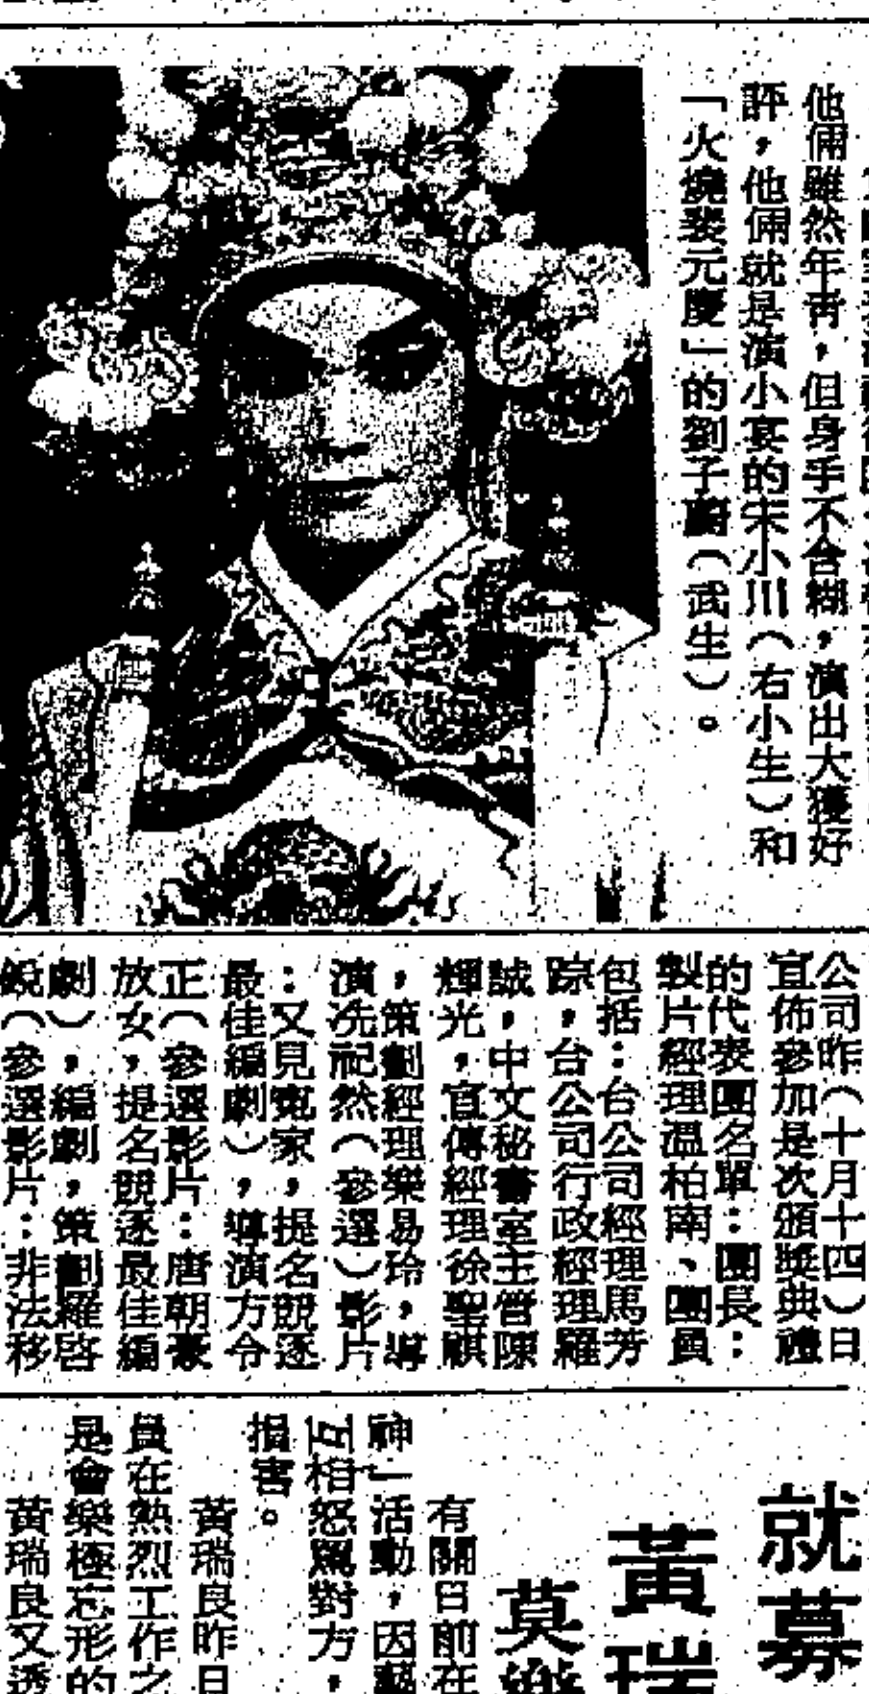 他倆雖然年青，但身手不含糊，演出大獲好
評，他倆就是演小宴的宋小川（右小生）和
「火燒裴元慶」的劉子蔚（武生）。
公司昨（十月十四）日
宣佈參加是次頒獎典禮
的代表團名單：團長：
製片經理溫柏南、團員
包括：台公司經理馬芳
踪，台公司行政經理羅
誠，中文秘書室主管陳
輝光，宣傳經理徐聖祺
，策劃經理樂易玲，導
演冼杞然（參選）影片
：又見寃家，提名競逐
最佳編劇），導演方令
正（參選影片：唐朝豪
放女，提名競逐最佳編
劇），編劇，策劃羅啓
銳（參選影片：非法移
就募
黃瑞
莫樂
有關日前在
神」活動，因藝
互相怒罵對方，
損害。
黃瑞良昨日
員在熱烈工作之
是會樂極忘形的
黃瑞良又透